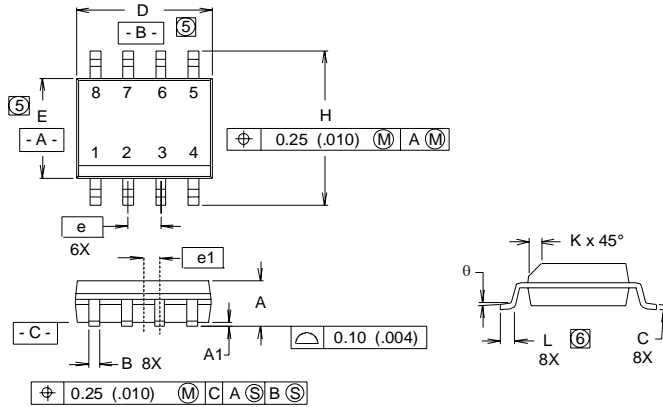 D
- B - ⑤
8 7 6 5
⑤
E
- A -
H
⌖ 0.25 (.010) Ⓜ A Ⓜ
1 2 3 4
e
6X
e1
K x 45°
θ
A
- C -
A1
⌓ 0.10 (.004)
B 8X
L ⑥
8X
C
8X
⌖ 0.25 (.010) Ⓜ C A Ⓢ B Ⓢ